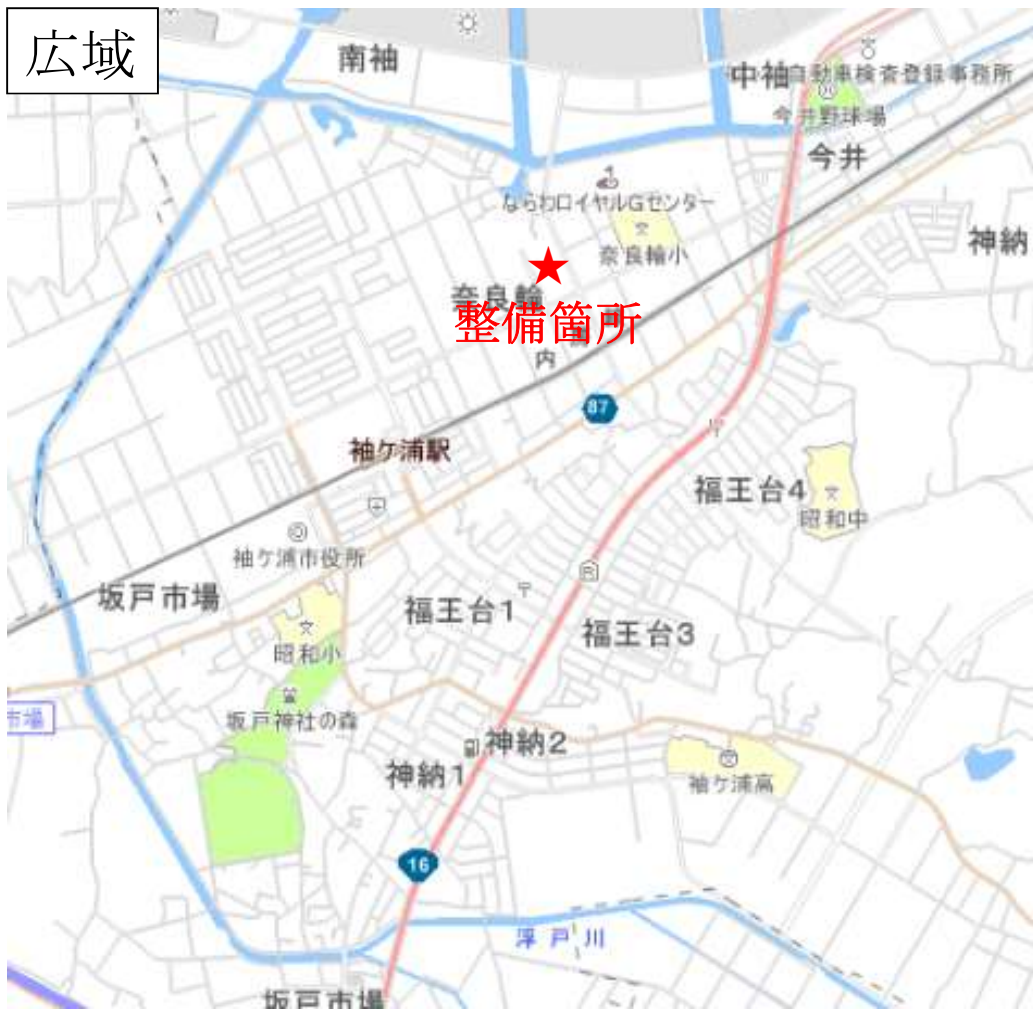 広域
南袖
中袖
自動車検査登録事務所
今井野球場
今井
ならわロイヤルGセンター
神納
奈良輪小
奈良輪
整備箇所
内
87
袖ケ浦駅
福王台4
昭和中
袖ケ浦市役所
坂戸市場
福王台1
福王台3
昭和小
坂戸神社の森
市場
神納2
神納1
袖ケ浦高
16
浮戸川
坂戸市場